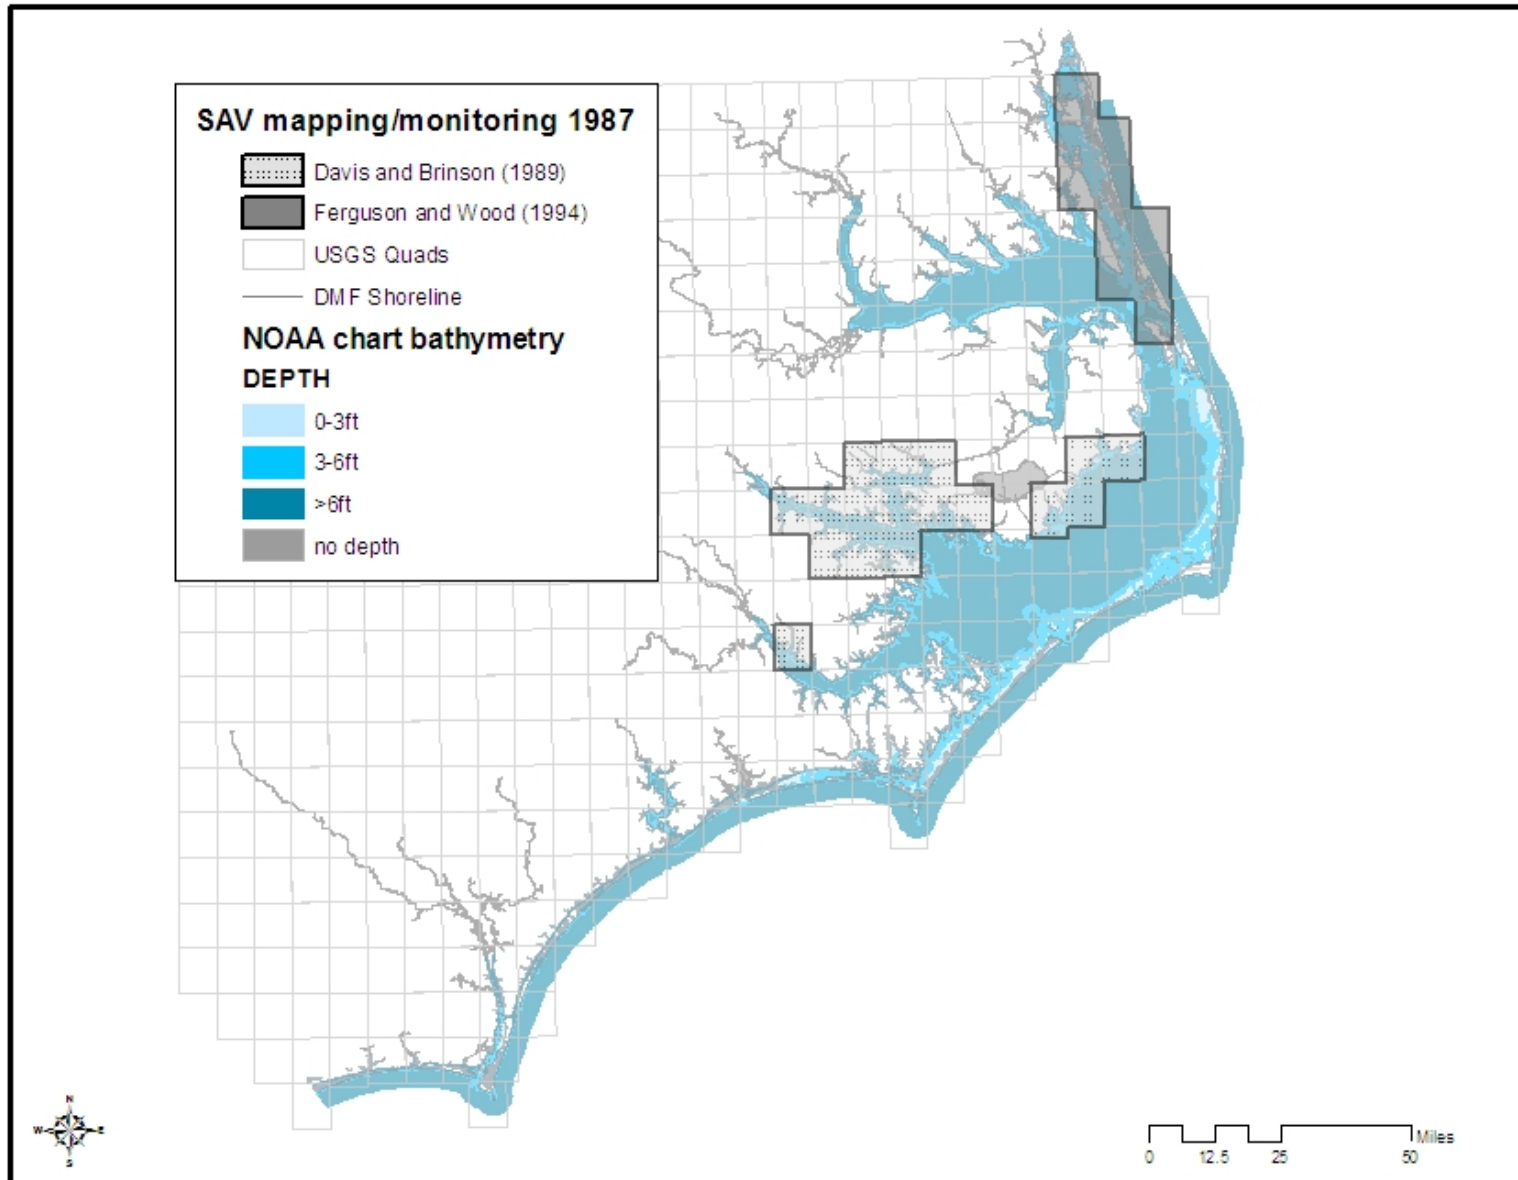 SAV mapping/monitoring 1987
Davis and Brinson (1989)
Ferguson and Wood (1994)
USGS Quads
DMF Shoreline
NOAA chart bathymetry
DEPTH
0-3ft
3-6ft
>6ft
no depth
N
W E
S
Miles
0 12.5 25 50